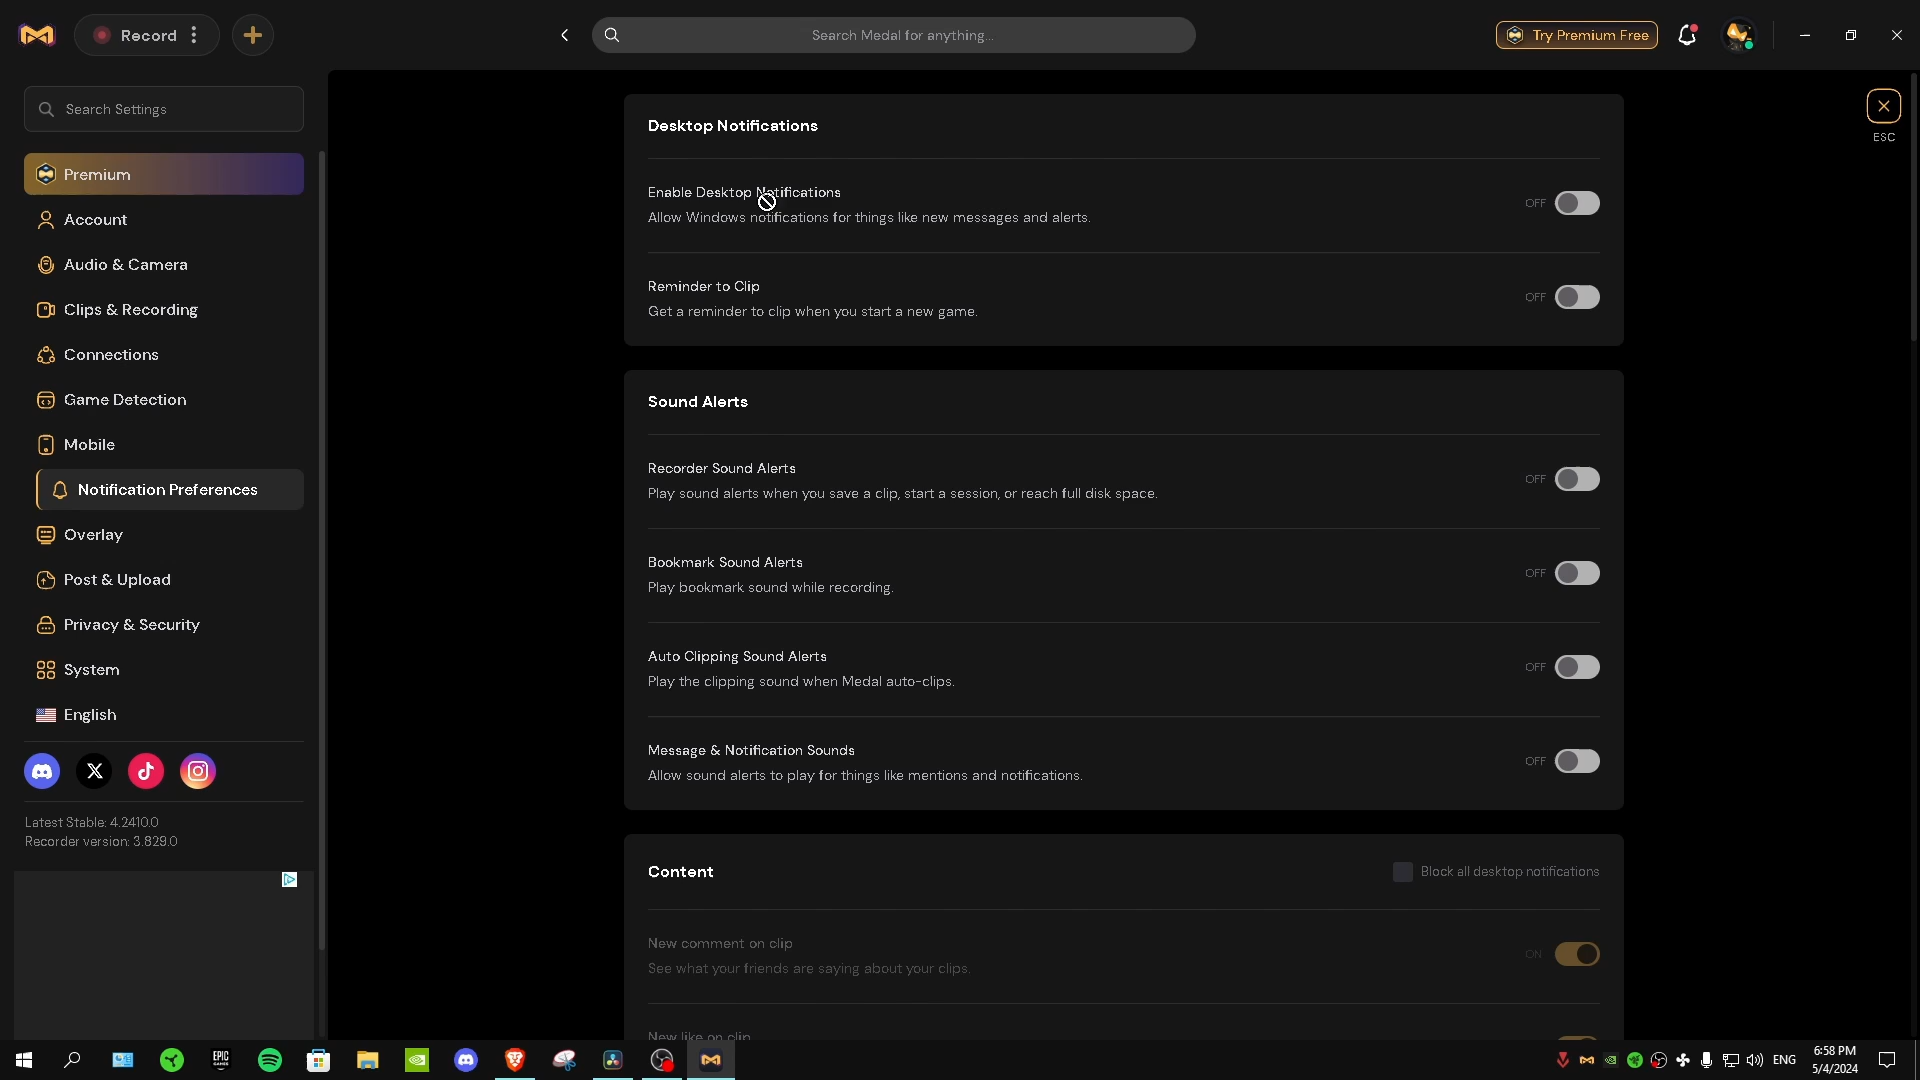 Record
Search Medal for anything...
Try Premium Free
Search Settings
Premium
Account
Audio & Camera
Clips & Recording
Connections
Game Detection
Mobile
Notification Preferences
Overlay
Post & Upload
Privacy & Security
System
English
Latest Stable: 4.2410.0
Recorder version: 3.829.0
ESC
Desktop Notifications
Enable Desktop Notifications
OFF
Allow Windows notifications for things like new messages and alerts.
Reminder to Clip
OFF
Get a reminder to clip when you start a new game.
Sound Alerts
Recorder Sound Alerts
OFF
Play sound alerts when you save a clip, start a session, or reach full disk space.
Bookmark Sound Alerts
OFF
Play bookmark sound while recording.
Auto Clipping Sound Alerts
OFF
Play the clipping sound when Medal auto-clips.
Message & Notification Sounds
OFF
Allow sound alerts to play for things like mentions and notifications.
Content
Block all desktop notifications
New comment on clip
ON
See what your friends are saying about your clips.
New like on clip
EPIC
GAMES
ENG
6:58 PM
5/4/2024